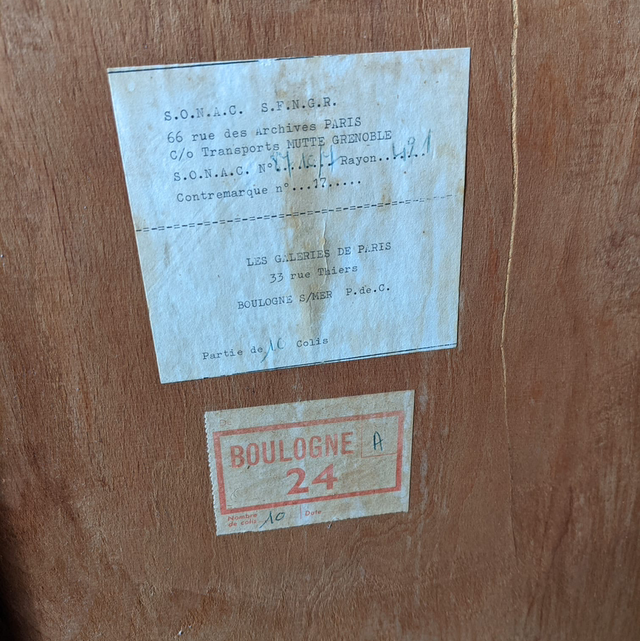 S.O.N.A.C. S.F.N.G.R.
66 rue des Archives PARIS
C/o Transports MUTTE GRENOBLE
S.O.N.A.C. N° Rayon..421
Contremarque n°...17.....
LES GALERIES DE PARIS
33 rue Thiers
BOULOGNE S/MER P.de.C.
Partie de 10 Colis
BOULOGNE A
24
Nombre
de colis 10 Date